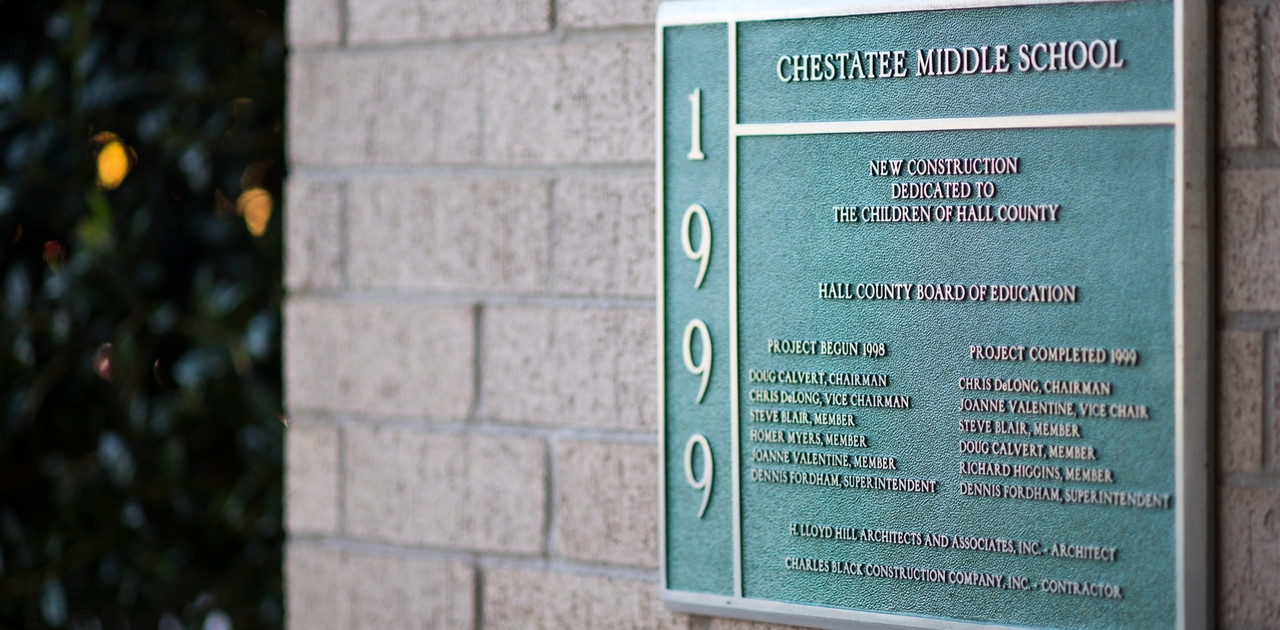 CHESTATEE MIDDLE SCHOOL
1
9
9
9
NEW CONSTRUCTION
DEDICATED TO
THE CHILDREN OF HALL COUNTY
HALL COUNTY BOARD OF EDUCATION
PROJECT BEGUN 1998
DOUG CALVERT, CHAIRMAN
CHRIS DeLONG, VICE CHAIRMAN
STEVE BLAIR, MEMBER
HOMER MYERS, MEMBER
JOANNE VALENTINE, MEMBER
DENNIS FORDHAM, SUPERINTENDENT
PROJECT COMPLETED 1999
CHRIS DeLONG, CHAIRMAN
JOANNE VALENTINE, VICE CHAIR
STEVE BLAIR, MEMBER
DOUG CALVERT, MEMBER
RICHARD HIGGINS, MEMBER
DENNIS FORDHAM, SUPERINTENDENT
H. LLOYD HILL ARCHITECTS AND ASSOCIATES, INC. - ARCHITECT
CHARLES BLACK CONSTRUCTION COMPANY, INC. - CONTRACTOR